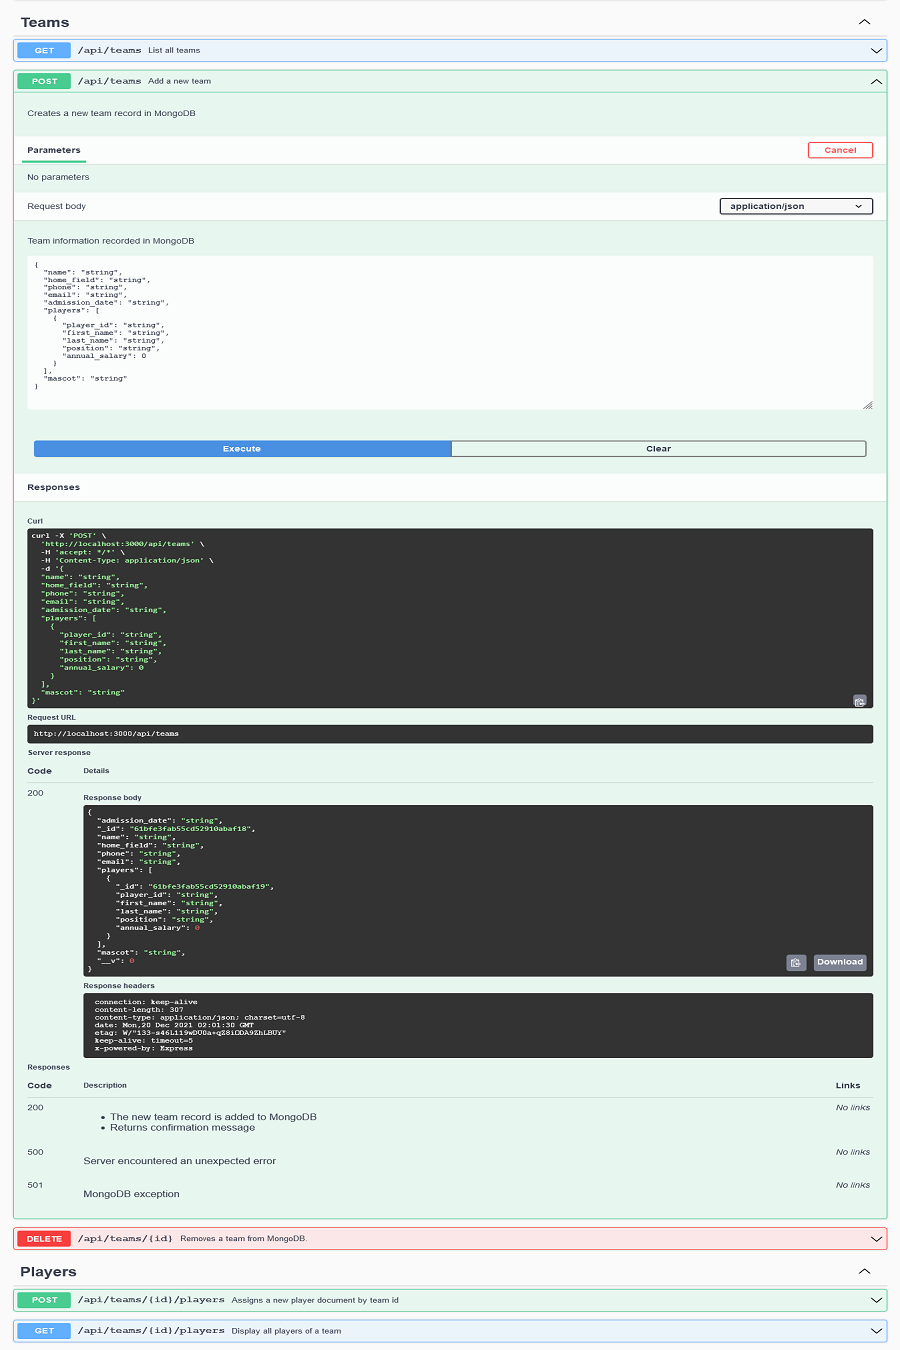 Teams
GET /api/teams List all teams
POST /api/teams Add a new team
Creates a new team record in MongoDB
Parameters Cancel
No parameters
Request body application/json
Team information recorded in MongoDB
{
"name": "string",
"home_field": "string",
"phone": "string",
"email": "string",
"admission_date": "string",
"players": [
{
"player_id": "string",
"first_name": "string",
"last_name": "string",
"position": "string",
"annual_salary": 0
}
],
"mascot": "string"
}
Execute Clear
Responses
Curl
curl -X 'POST' \
'http://localhost:3000/api/teams' \
-H 'accept: */*' \
-H 'Content-Type: application/json' \
-d '{
"name": "string",
"home_field": "string",
"phone": "string",
"email": "string",
"admission_date": "string",
"players": [
{
"player_id": "string",
"first_name": "string",
"last_name": "string",
"position": "string",
"annual_salary": 0
}
],
"mascot": "string"
}'
Request URL
http://localhost:3000/api/teams
Server response
Code Details
200
Response body
{
"admission_date": "string",
"_id": "61bfe3fab55cd52910abaf18",
"name": "string",
"home_field": "string",
"phone": "string",
"email": "string",
"players": [
{
"_id": "61bfe3fab55cd52910abaf19",
"player_id": "string",
"first_name": "string",
"last_name": "string",
"position": "string",
"annual_salary": 0
}
],
"mascot": "string",
"__v": 0
}
Download
Response headers
connection: keep-alive
content-length: 307
content-type: application/json; charset=utf-8
date: Mon,20 Dec 2021 02:01:30 GMT
etag:
keep-alive: timeout=5
x-powered-by: Express
Responses
Code Description Links
200 No links
• The new team record is added to MongoDB
• Returns confirmation message
500 No links
Server encountered an unexpected error
501 No links
MongoDB exception
DELETE /api/teams/{id} Removes a team from MongoDB.
Players
POST /api/teams/{id}/players Assigns a new player document by team id
GET /api/teams/{id}/players Display all players of a team